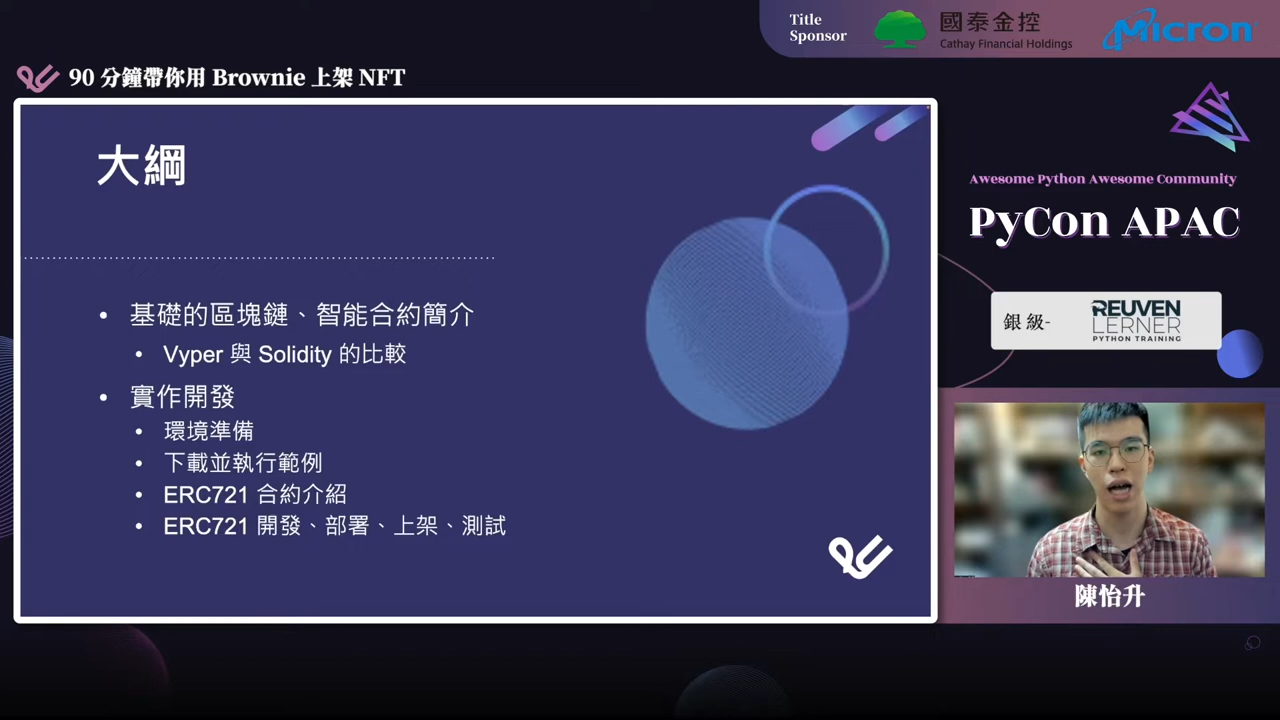 Title
Sponsor
國泰金控
Cathay Financial Holdings
Micron
90 分鐘帶你用 Brownie 上架 NFT
大綱
• 基礎的區塊鏈、智能合約簡介
• Vyper 與 Solidity 的比較
• 實作開發
• 環境準備
• 下載並執行範例
• ERC721 合約介紹
• ERC721 開發、部署、上架、測試
Awesome Python Awesome Community
PyCon APAC
銀 級-
REUVEN
LERNER
PYTHON TRAINING
陳怡升